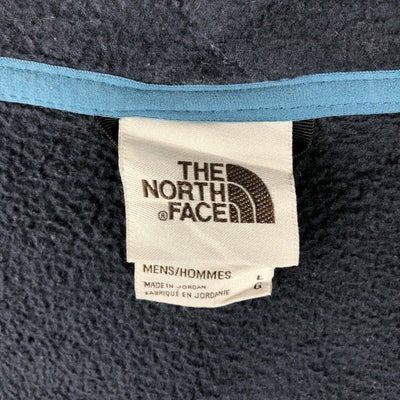 THE
NORTH
® FACE
MENS/HOMMES L
MADE IN JORDAN G
FABRIQUÉ EN JORDANIE